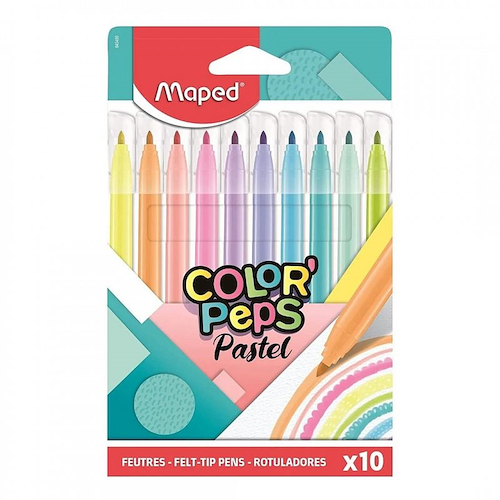 Maped
COLOR'
PePS
Pastel
FEUTRES - FELT-TIP PENS - ROTULADORES
x10